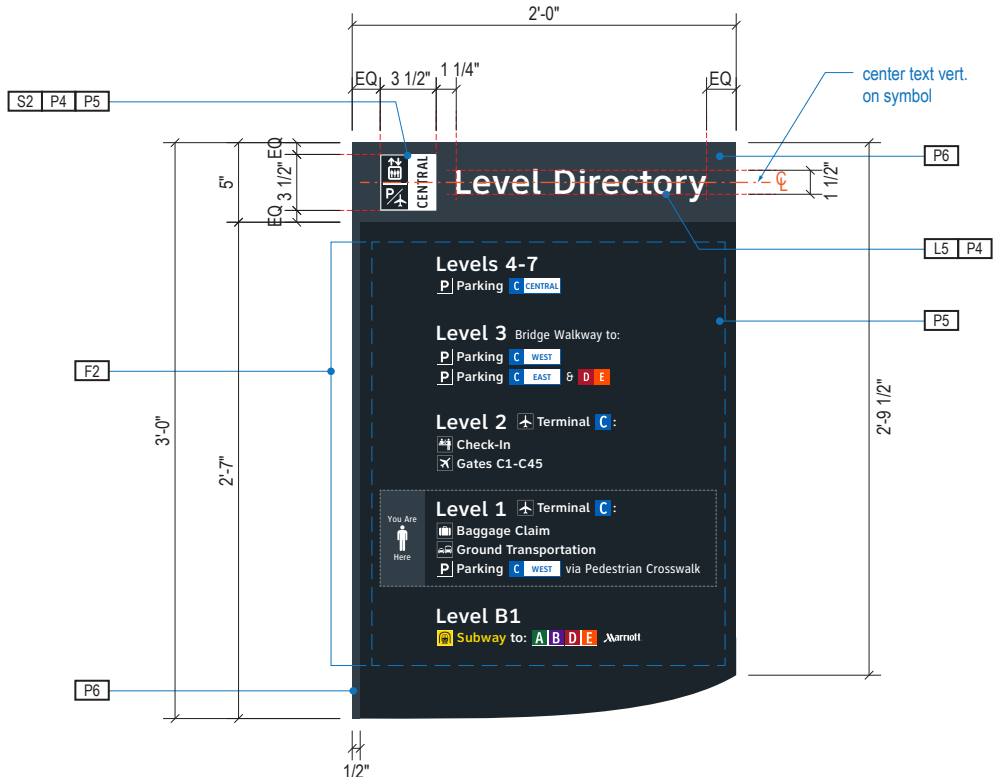 2'-0"
EQ
3 1/2"
1 1/4"
EQ
center text vert.
on symbol
S2 P4 P5
P6
EQ
3 1/2"
EQ
5"
P
CENTRAL
Level Directory
CL
1 1/2"
L5 P4
Levels 4-7
P Parking C CENTRAL
P5
Level 3 Bridge Walkway to:
P Parking C WEST
P Parking C EAST & D E
F2
3'-0"
2'-7"
2'-9 1/2"
Level 2 Terminal C:
Check-In
Gates C1-C45
You Are
Here
Level 1 Terminal C:
Baggage Claim
Ground Transportation
P Parking C WEST via Pedestrian Crosswalk
Level B1
Subway to: A B D E Marriott
P6
1/2"